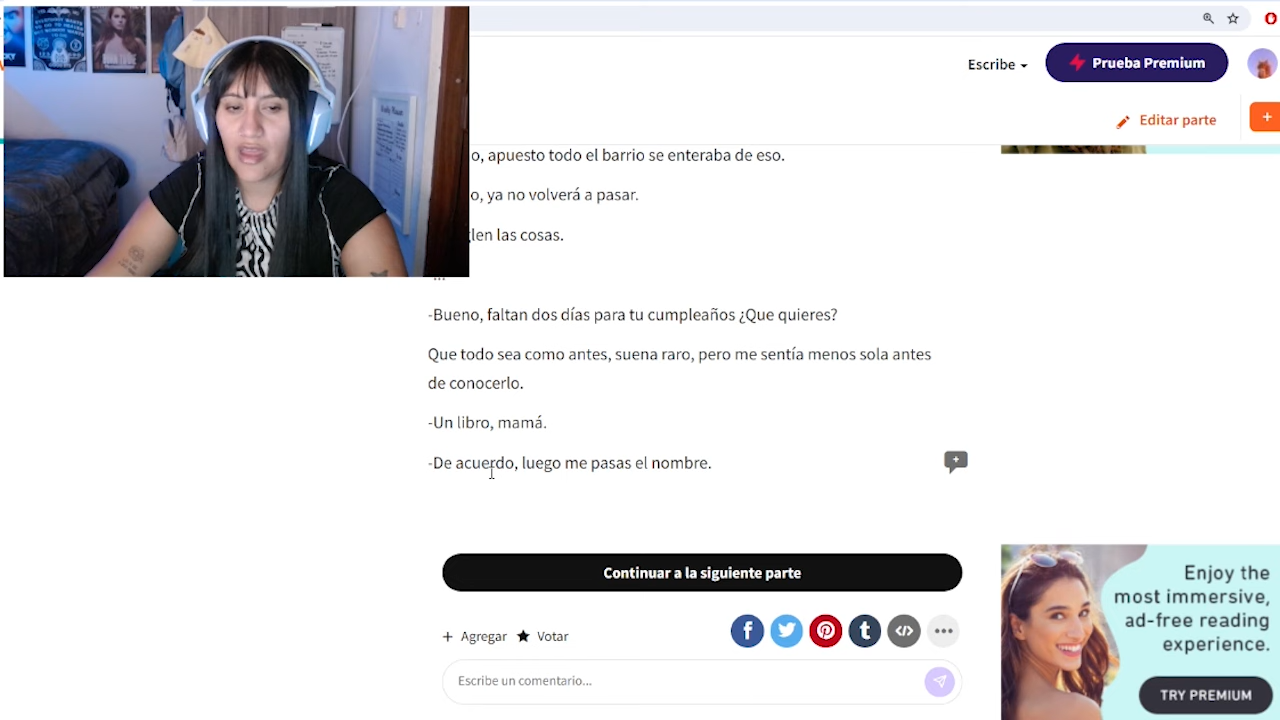 Escribe
Prueba Premium
Editar parte
+
o, apuesto todo el barrio se enteraba de eso.
o, ya no volverá a pasar.
glen las cosas.
...
-Bueno, faltan dos días para tu cumpleaños ¿Que quieres?
Que todo sea como antes, suena raro, pero me sentía menos sola antes
de conocerlo.
-Un libro, mamá.
-De acuerdo, luego me pasas el nombre.
+
Continuar a la siguiente parte
+ Agregar ★ Votar
Escribe un comentario...
Enjoy the
most immersive,
ad-free reading
experience.
TRY PREMIUM